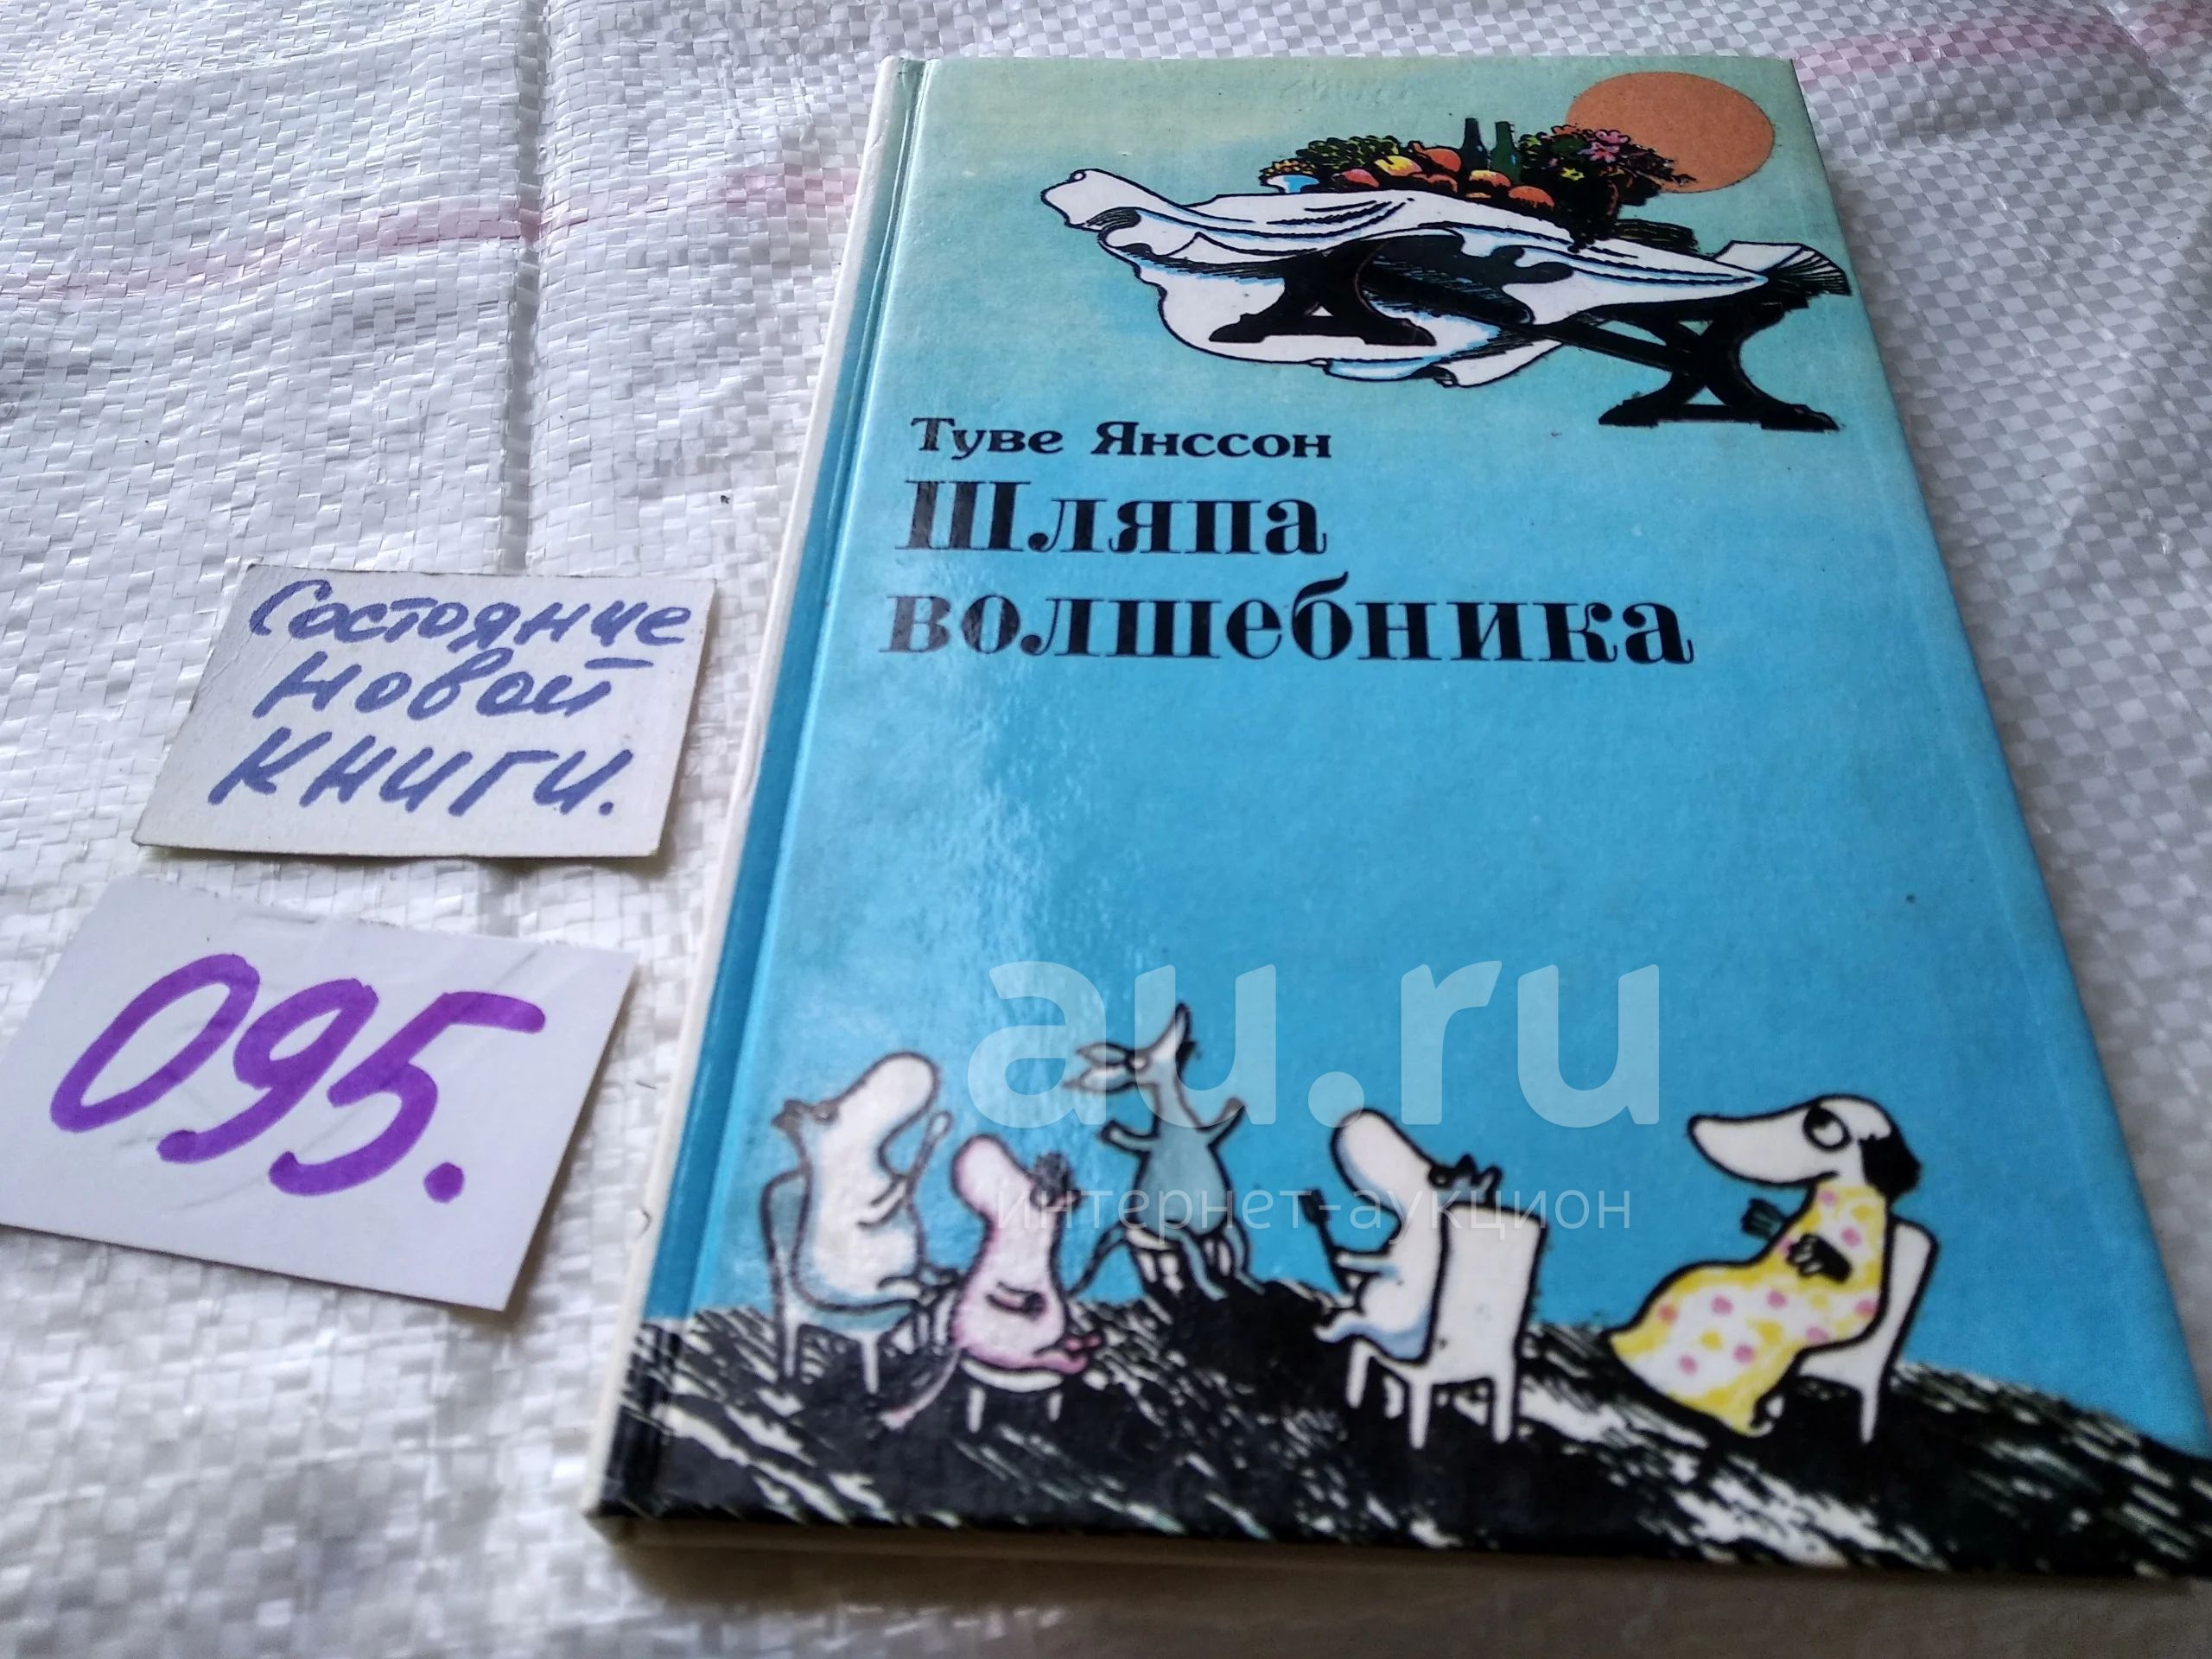 Туве Янссон
Шляпа
волшебника
Состояние
новой
книги.
095.
au.ru
интернет-аукцион